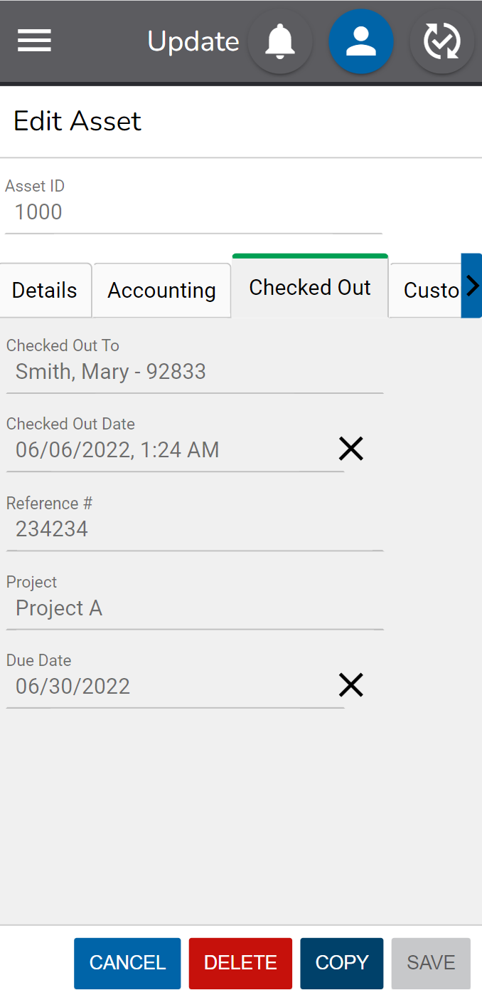 Update
Edit Asset
Asset ID
1000
Details Accounting Checked Out Custo
Checked Out To
Smith, Mary - 92833
Checked Out Date
06/06/2022, 1:24 AM
Reference #
234234
Project
Project A
Due Date
06/30/2022
CANCEL DELETE COPY SAVE